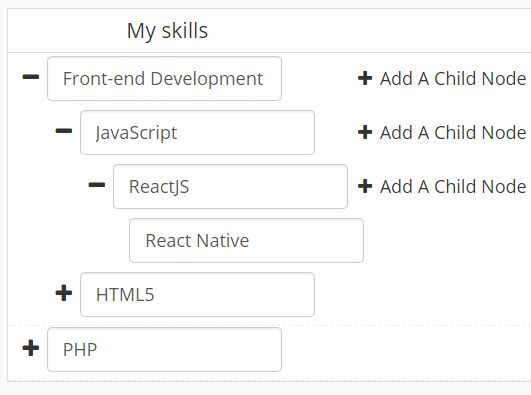 My skills
Front-end Development + Add A Child Node
JavaScript + Add A Child Node
ReactJS + Add A Child Node
React Native
HTML5
PHP